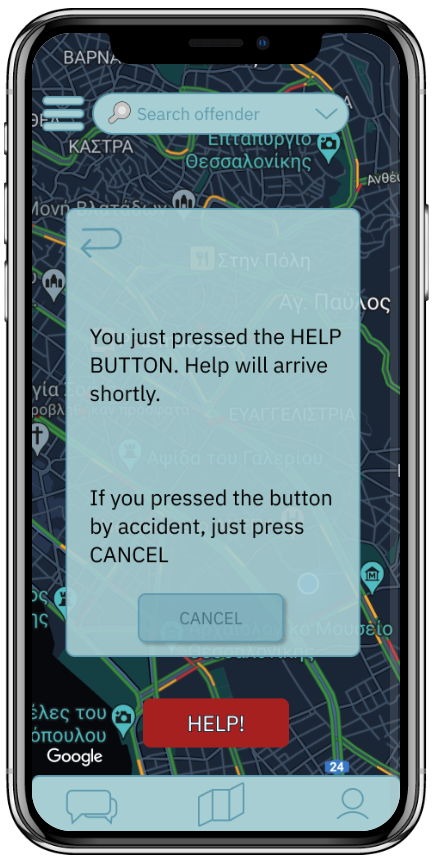 ΒΑΡΝΑ
Search offender
Α
ΚΑΣΤΡΑ
Επταπύργιο
Θεσσαλονίκης
Ανθέ
Μονή Βλατάδων
Στην Πόλη
Αγ. Παύλος
You just pressed the HELP
BUTTON. Help will arrive
shortly.
ΕΥΑΓΓΕΛΙΣΤΡΙΑ
Αψίδα του Γαλερίου
If you pressed the button
by accident, just press
CANCEL
CANCEL
Μουσείο
Θεσσαλονίκης
ης
έλες του
όπουλου
HELP!
Google
24